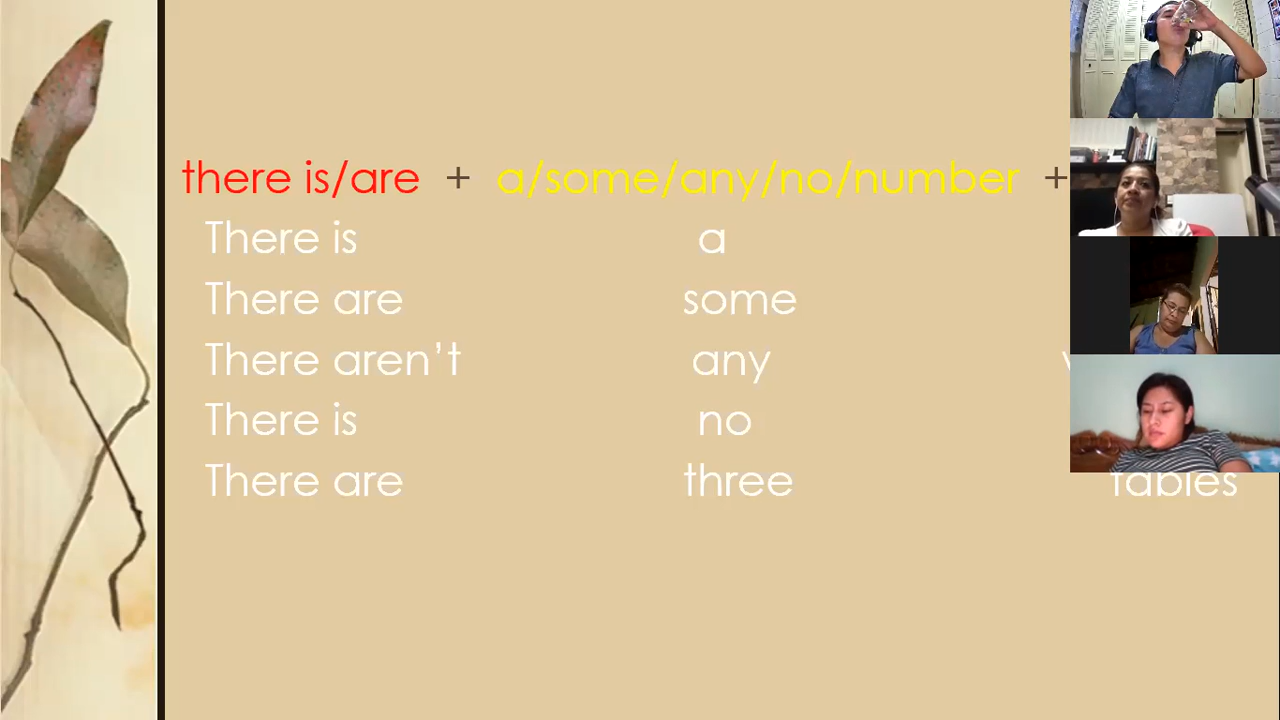 there is/are + a/some/any/no/number +
There is a
There are some
There aren't any
There is no
There are three tables